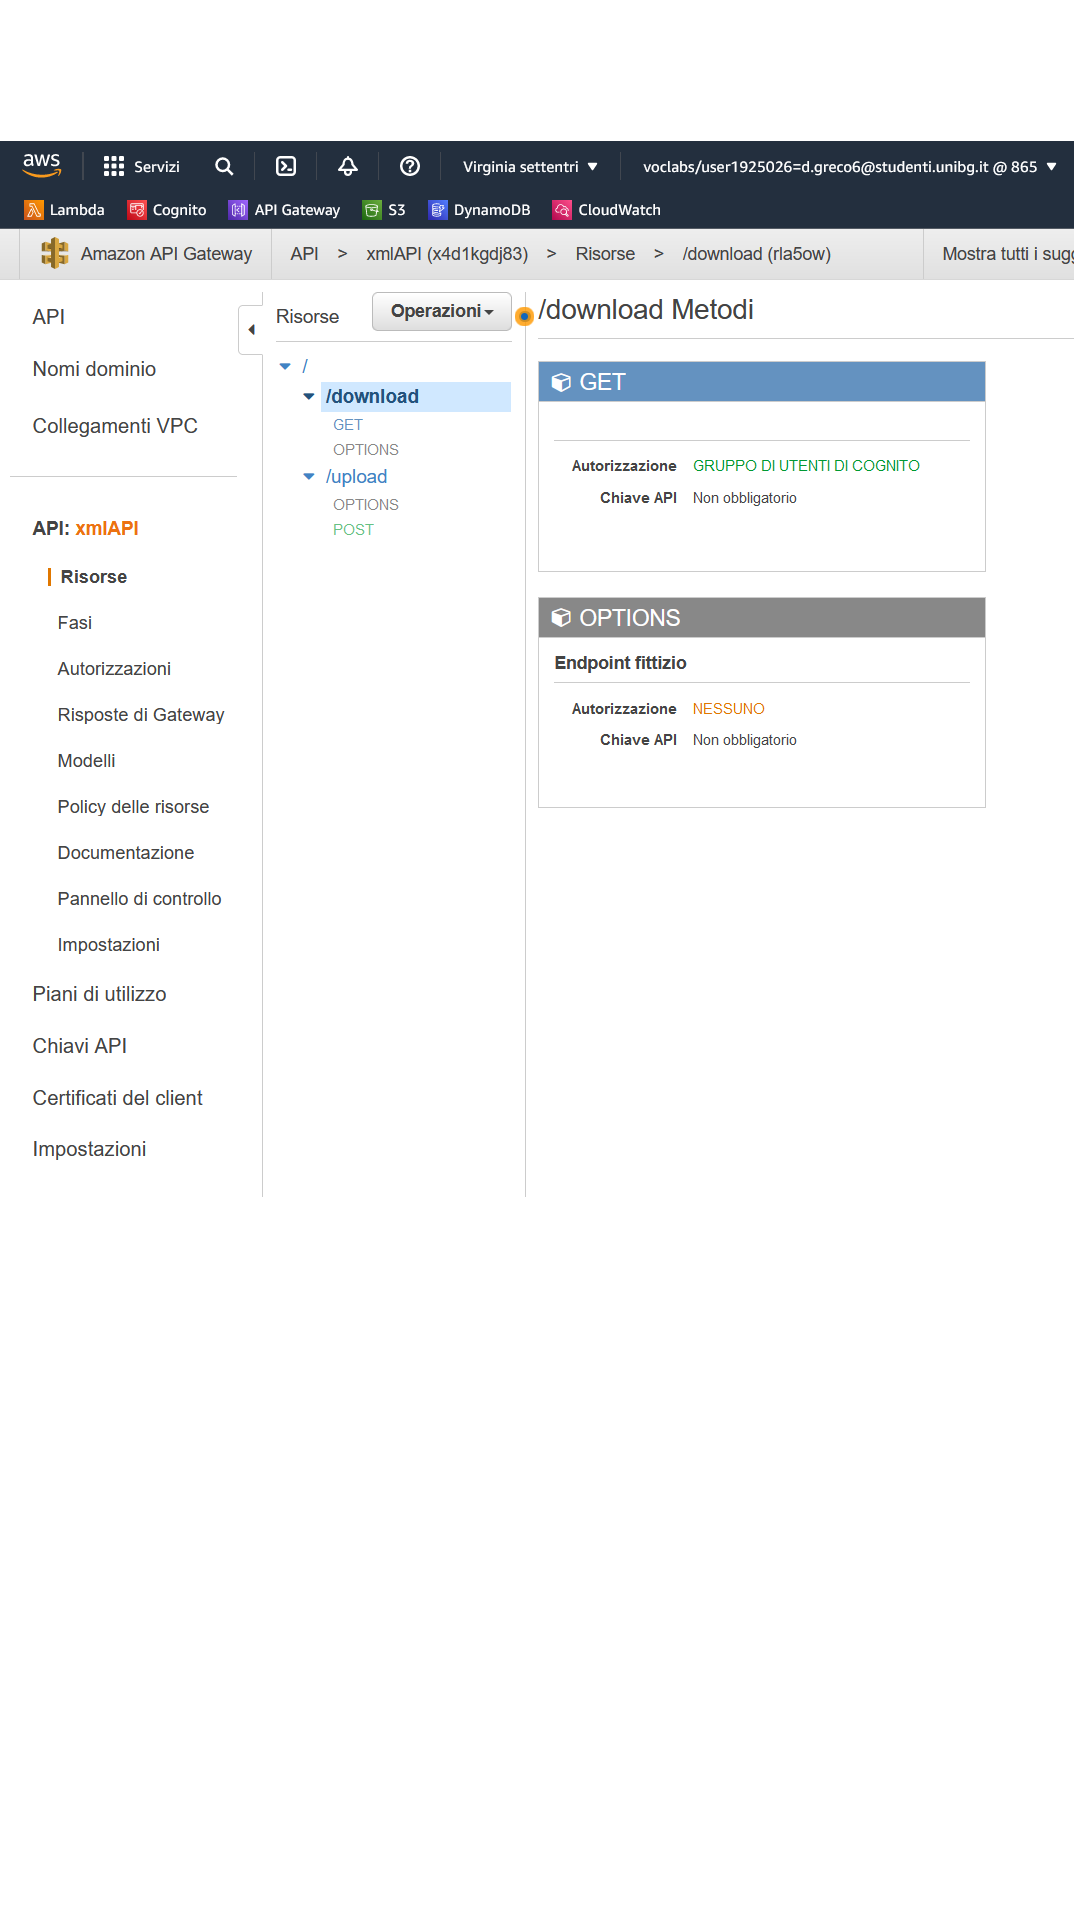 aws Servizi Virginia settentri voclabs/user1925026=d.greco6@studenti.unibg.it @ 865
Lambda Cognito API Gateway S3 DynamoDB CloudWatch
Amazon API Gateway API > xmlAPI (x4d1kgdj83) > Risorse > /download (rla5ow) Mostra tutti i sugg
API
Nomi dominio
Collegamenti VPC
API: xmlAPI
Risorse
Fasi
Autorizzazioni
Risposte di Gateway
Modelli
Policy delle risorse
Documentazione
Pannello di controllo
Impostazioni
Piani di utilizzo
Chiavi API
Certificati del client
Impostazioni
Risorse Operazioni
/
/download
GET
OPTIONS
/upload
OPTIONS
POST
/download Metodi
GET
Autorizzazione GRUPPO DI UTENTI DI COGNITO
Chiave API Non obbligatorio
OPTIONS
Endpoint fittizio
Autorizzazione NESSUNO
Chiave API Non obbligatorio